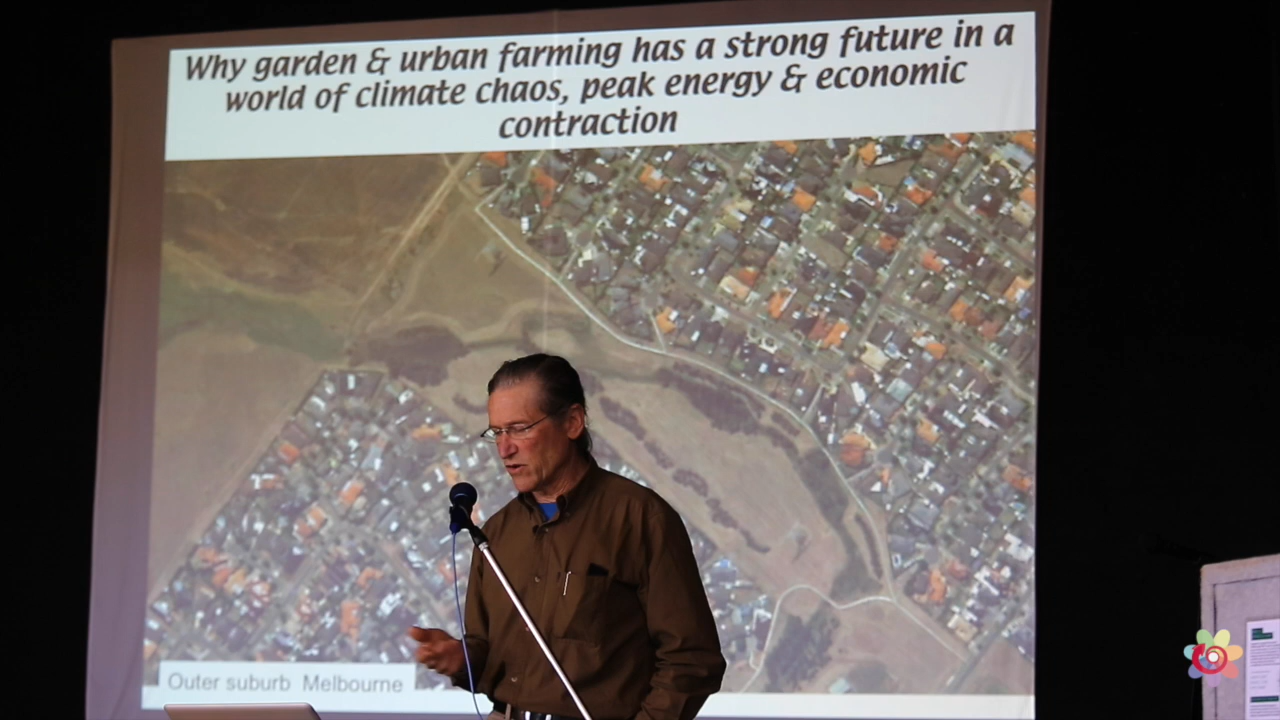 Why garden & urban farming has a strong future in a
world of climate chaos, peak energy & economic
contraction
Outer suburb Melbourne